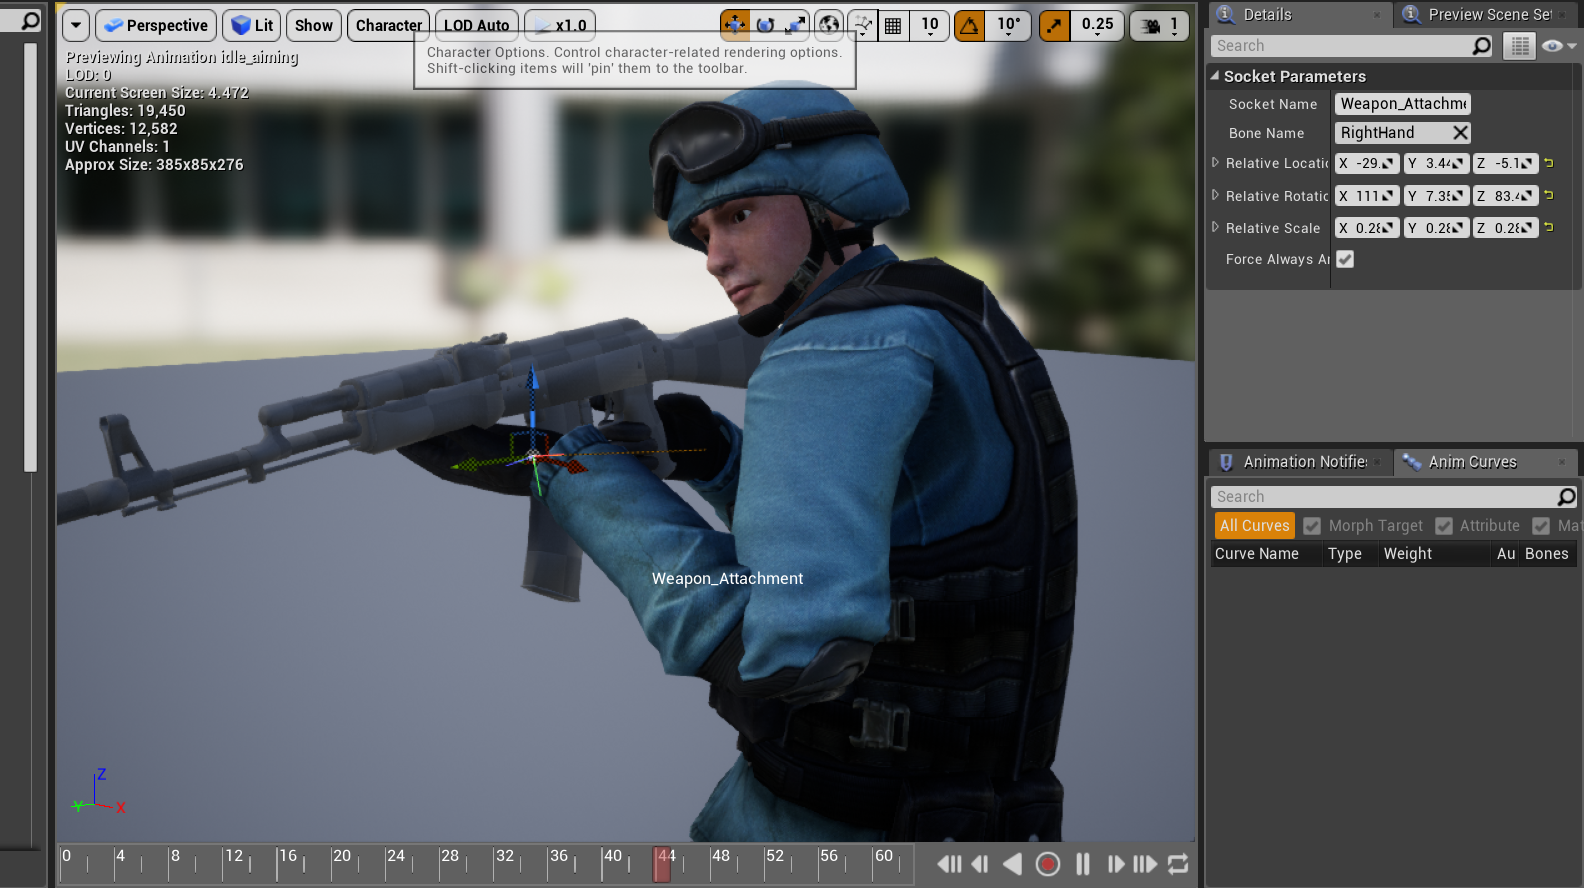 Perspective Lit Show Character LOD Auto x1.0 10 10° 0.25 1
Character Options. Control character-related rendering options.
Shift-clicking items will 'pin' them to the toolbar.
Previewing Animation idle_aiming
LOD: 0
Current Screen Size: 4.472
Triangles: 19,450
Vertices: 12,582
UV Channels: 1
Approx Size: 385x85x276
Weapon_Attachment
Z
Y X
0 4 8 12 16 20 24 28 32 36 40 44 48 52 56 60
Details Preview Scene Set
Search
Socket Parameters
Socket Name Weapon_Attachme
Bone Name RightHand
Relative Locatio X -29. Y 3.44 Z -5.1
Relative Rotatio X 111 Y 7.35 Z 83.4
Relative Scale X 0.28 Y 0.28 Z 0.28
Force Always An
Animation Notifie Anim Curves
Search
All Curves Morph Target Attribute Mat
Curve Name Type Weight Au Bones